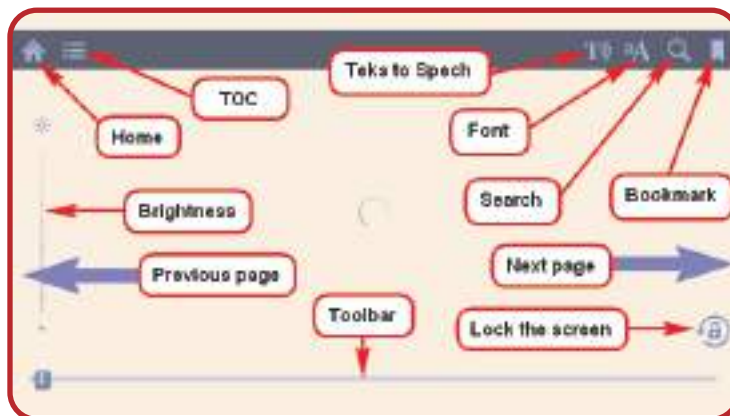 Teks to Spech
TOC
Home
Font
Search
Bookmark
Brightness
Previous page
Next page
Toolbar
Lock the screen